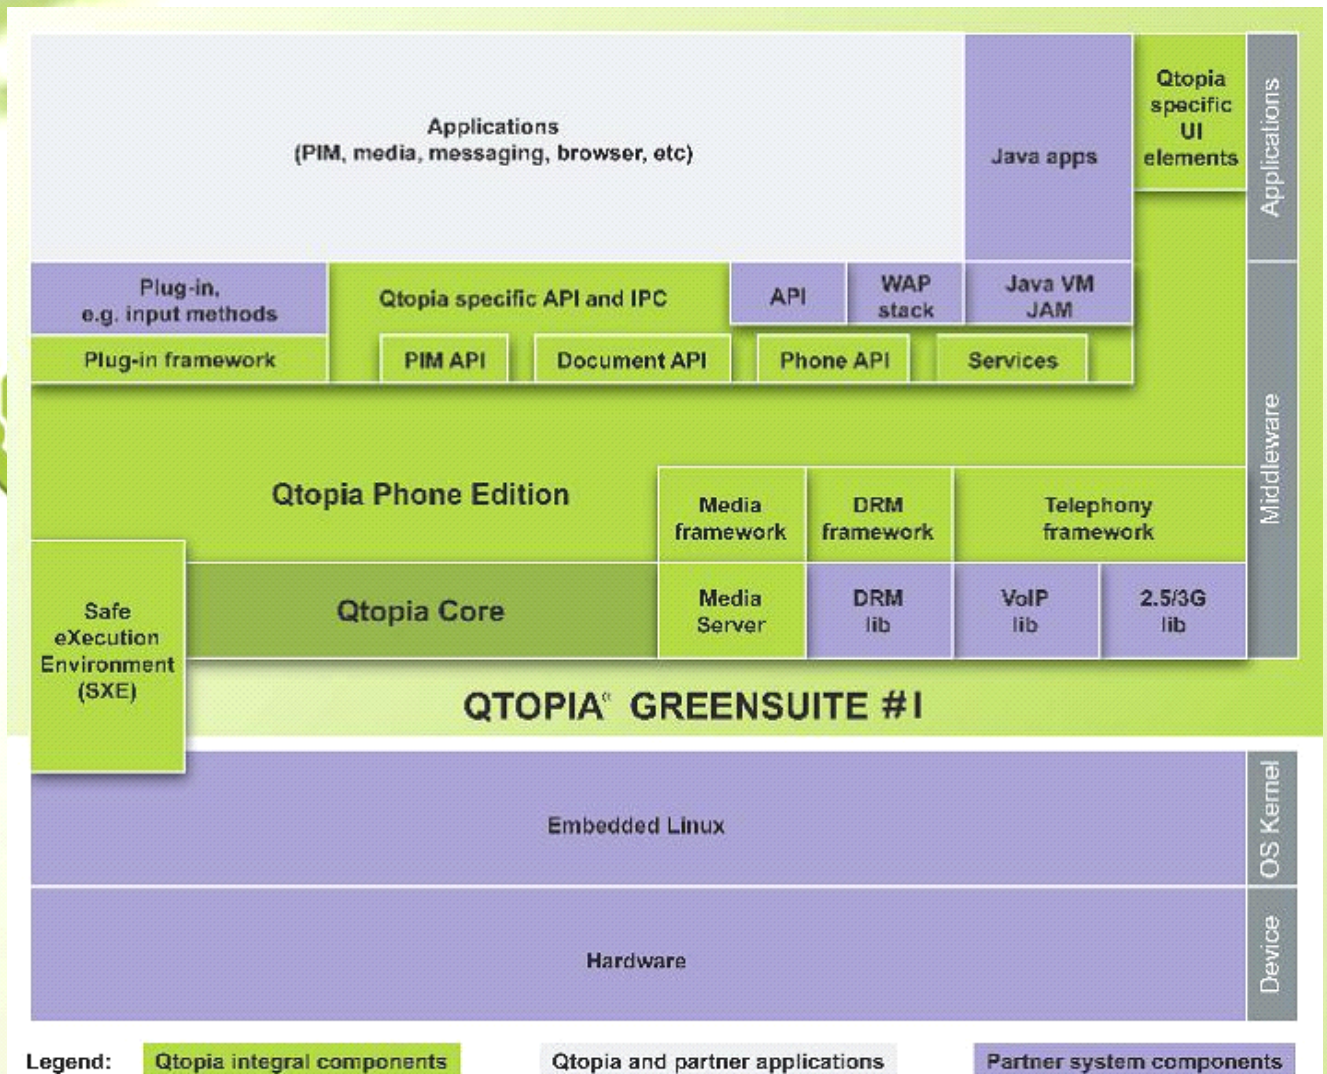 Applications
(PIM, media, messaging, browser, etc)
Java apps
Qtopia
specific
UI
elements
Applications
Plug-in,
e.g. input methods
Qtopia specific API and IPC
API
WAP
stack
Java VM
JAM
Plug-in framework
PIM API
Document API
Phone API
Services
Middleware
Qtopia Phone Edition
Media
framework
DRM
framework
Telephony
framework
Safe
eXecution
Environment
(SXE)
Qtopia Core
Media
Server
DRM
lib
VoIP
lib
2.5/3G
lib
QTOPIA® GREENSUITE #1
Embedded Linux
OS Kernel
Hardware
Device
Legend:
Qtopia integral components
Qtopia and partner applications
Partner system components